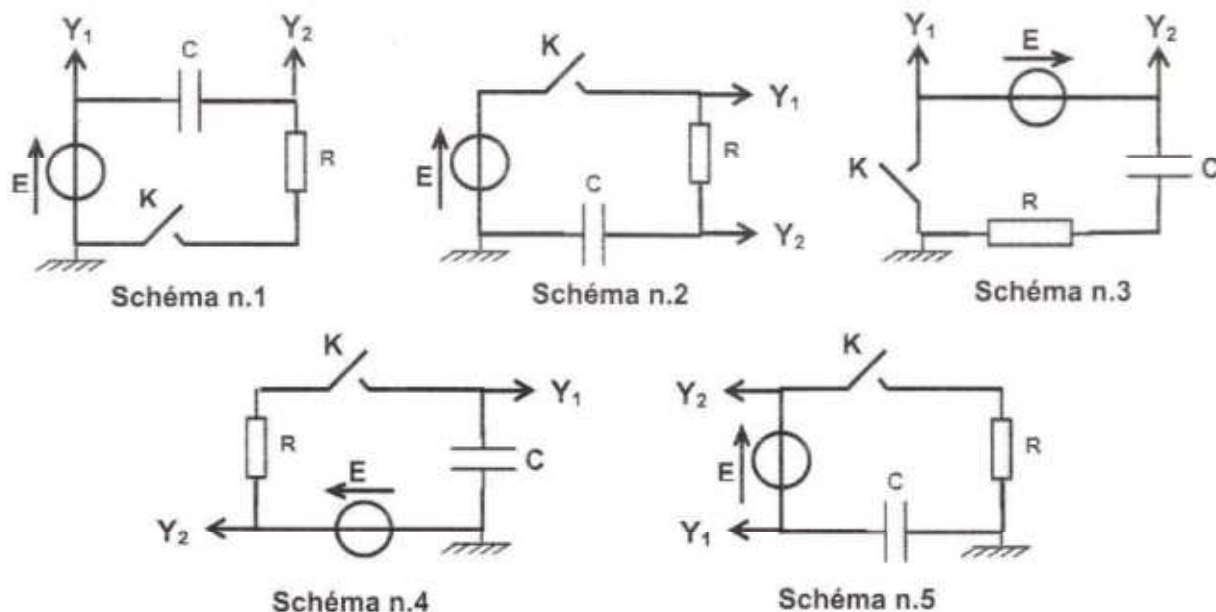 Y₁ Y₂ C E K R
Schéma n.1
K Y₁ E R C Y₂
Schéma n.2
Y₁ E Y₂ K R C
Schéma n.3
K Y₁ R E C Y₂
Schéma n.4
K Y₂ E R C Y₁
Schéma n.5